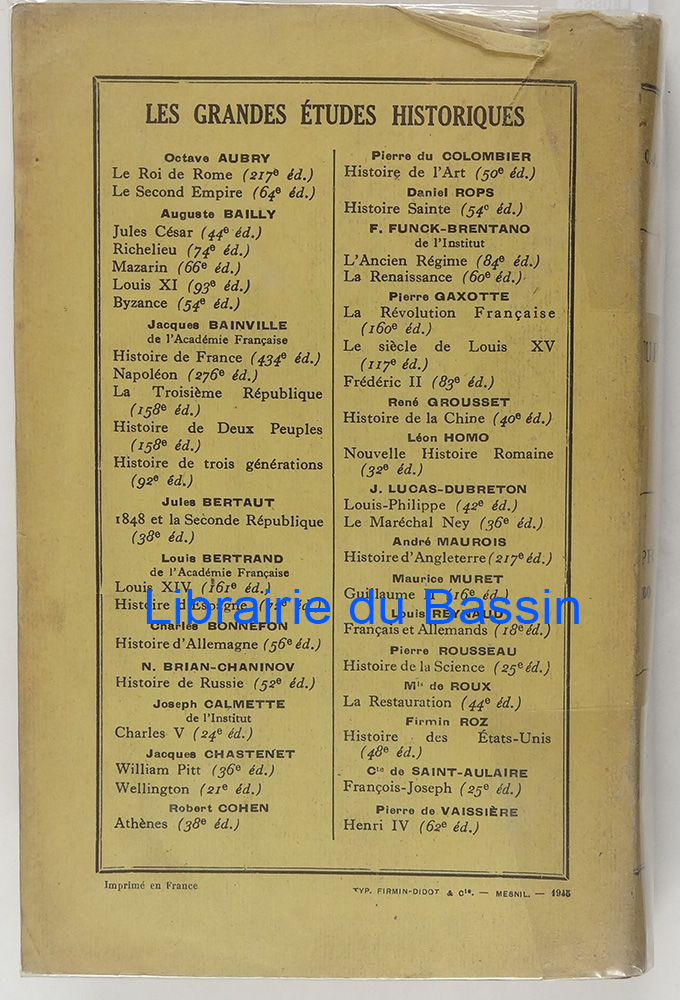 LES GRANDES ÉTUDES HISTORIQUES
Octave AUBRY
Le Roi de Rome (217e éd.)
Le Second Empire (64e éd.)
Auguste BAILLY
Jules César (44e éd.)
Richelieu (74e éd.)
Mazarin (66e éd.)
Louis XI (93e éd.)
Byzance (54e éd.)
Jacques BAINVILLE
de l'Académie Française
Histoire de France (434e éd.)
Napoléon (276e éd.)
La Troisième République
(158e éd.)
Histoire de Deux Peuples
(158e éd.)
Histoire de trois générations
(92e éd.)
Jules BERTAUT
1848 et la Seconde République
(38e éd.)
Louis BERTRAND
de l'Académie Française
Louis XIV (161e éd.)
Histoire d'Espagne éd.)
Charles BONNEFON
Histoire d'Allemagne (56e éd.)
N. BRIAN-CHANINOV
Histoire de Russie (52e éd.)
Joseph CALMETTE
de l'Institut
Charles V (24e éd.)
Jacques CHASTENET
William Pitt (36e éd.)
Wellington (21e éd.)
Robert COHEN
Athènes (38e éd.)
Pierre du COLOMBIER
Histoire de l'Art (50e éd.)
Daniel ROPS
Histoire Sainte (54e éd.)
F. FUNCK-BRENTANO
de l'Institut
L'Ancien Régime (84e éd.)
La Renaissance (60e éd.)
Pierre GAXOTTE
La Révolution Française
(160e éd.)
Le siècle de Louis XV
(117e éd.)
Frédéric II (83e éd.)
René GROUSSET
Histoire de la Chine (40e éd.)
Léon HOMO
Nouvelle Histoire Romaine
(32e éd.)
J. LUCAS-DUBRETON
Louis-Philippe (42e éd.)
Le Maréchal Ney (36e éd.)
André MAUROIS
Histoire d'Angleterre (217e éd.)
Maurice MURET
Guillaume II (16e éd.)
Louis REYNAUD
Français et Allemands (18e éd.)
Pierre ROUSSEAU
Histoire de la Science (25e éd.)
Mis de ROUX
La Restauration (44e éd.)
Firmin ROZ
Histoire des États-Unis
(48e éd.)
Cte de SAINT-AULAIRE
François-Joseph (25e éd.)
Pierre de VAISSIÈRE
Henri IV (62e éd.)
Librairie du Bassin
Imprimé en France
TYP. FIRMIN-DIDOT & Cie. — MESNIL. — 1945